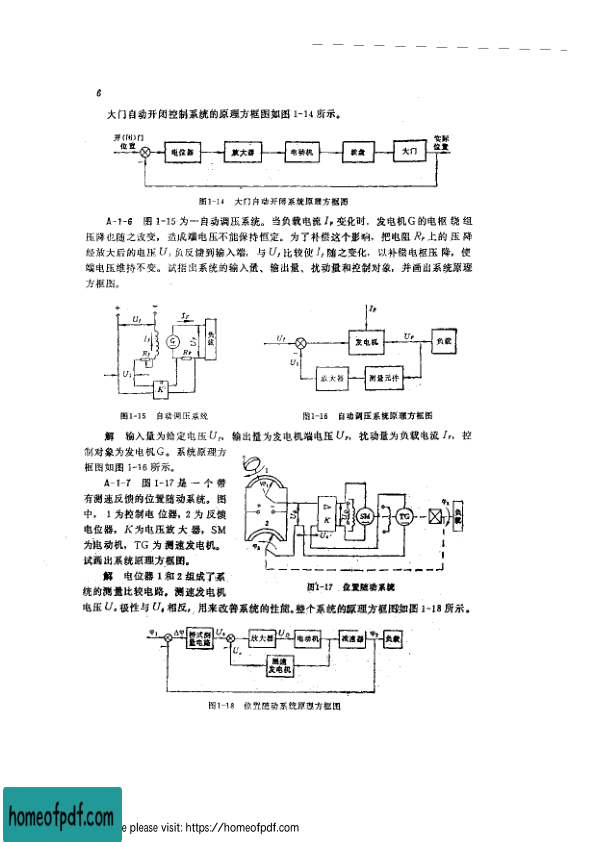 6
大门自动开闭控制系统的原理方框图如图 1-14 所示。
开(闭)门
位置
电位器
放大器
电动机
绞盘
大门
实际
位置
图1-14 大门自动开闭系统原理方框图
A-1-6 图 1-15 为一自动调压系统。当负载电流 I_F 变化时,发电机G的电枢绕组
压降也随之改变,造成端电压不能保持恒定。为了补偿这个影响,把电阻 R_F 上的压降
经放大后的电压 U_i 负反馈到输入端,与 U_f 比较使 I_f 随之变化,以补偿电枢压降,使
端电压维持不变。试指出系统的输入量、输出量、扰动量和控制对象,并画出系统原理
方框图。
U_f
I_f
R_f
U_i
K
I_F
G
U_F
R_F
负载
图1-15 自动调压系统
I_F
U_f
发电机
U_F
负载
放大器
测量元件
图1-16 自动调压系统原理方框图
解 输入量为给定电压 U_f,输出量为发电机端电压 U_F,扰动量为负载电流 I_F,控
制对象为发电机G。系统原理方
框图如图 1-16 所示。
A-1-7 图 1-17 是一个带
有测速反馈的位置随动系统。图
中,1 为控制电位器,2 为反馈
电位器,K 为电压放大器,SM
为电动机,TG 为测速发电机。
试画出系统原理方框图。
解 电位器 1 和 2 组成了系
统的测量比较电路。测速发电机
1
φ₁
2
φ₂
K
SM
TG
φ₂
负载
图1-17 位置随动系统
极性与
相反,用来改善系统的性能。整个系统的原理方框图如图 1-18 所示。
φ₁
Δφ
桥式测
量电路
放大器
电动机
减速器
φ₂
负载
测速
发电机
图1-18 位置随动系统原理方框图
homeofpdf.com
e please visit: https://homeofpdf.com